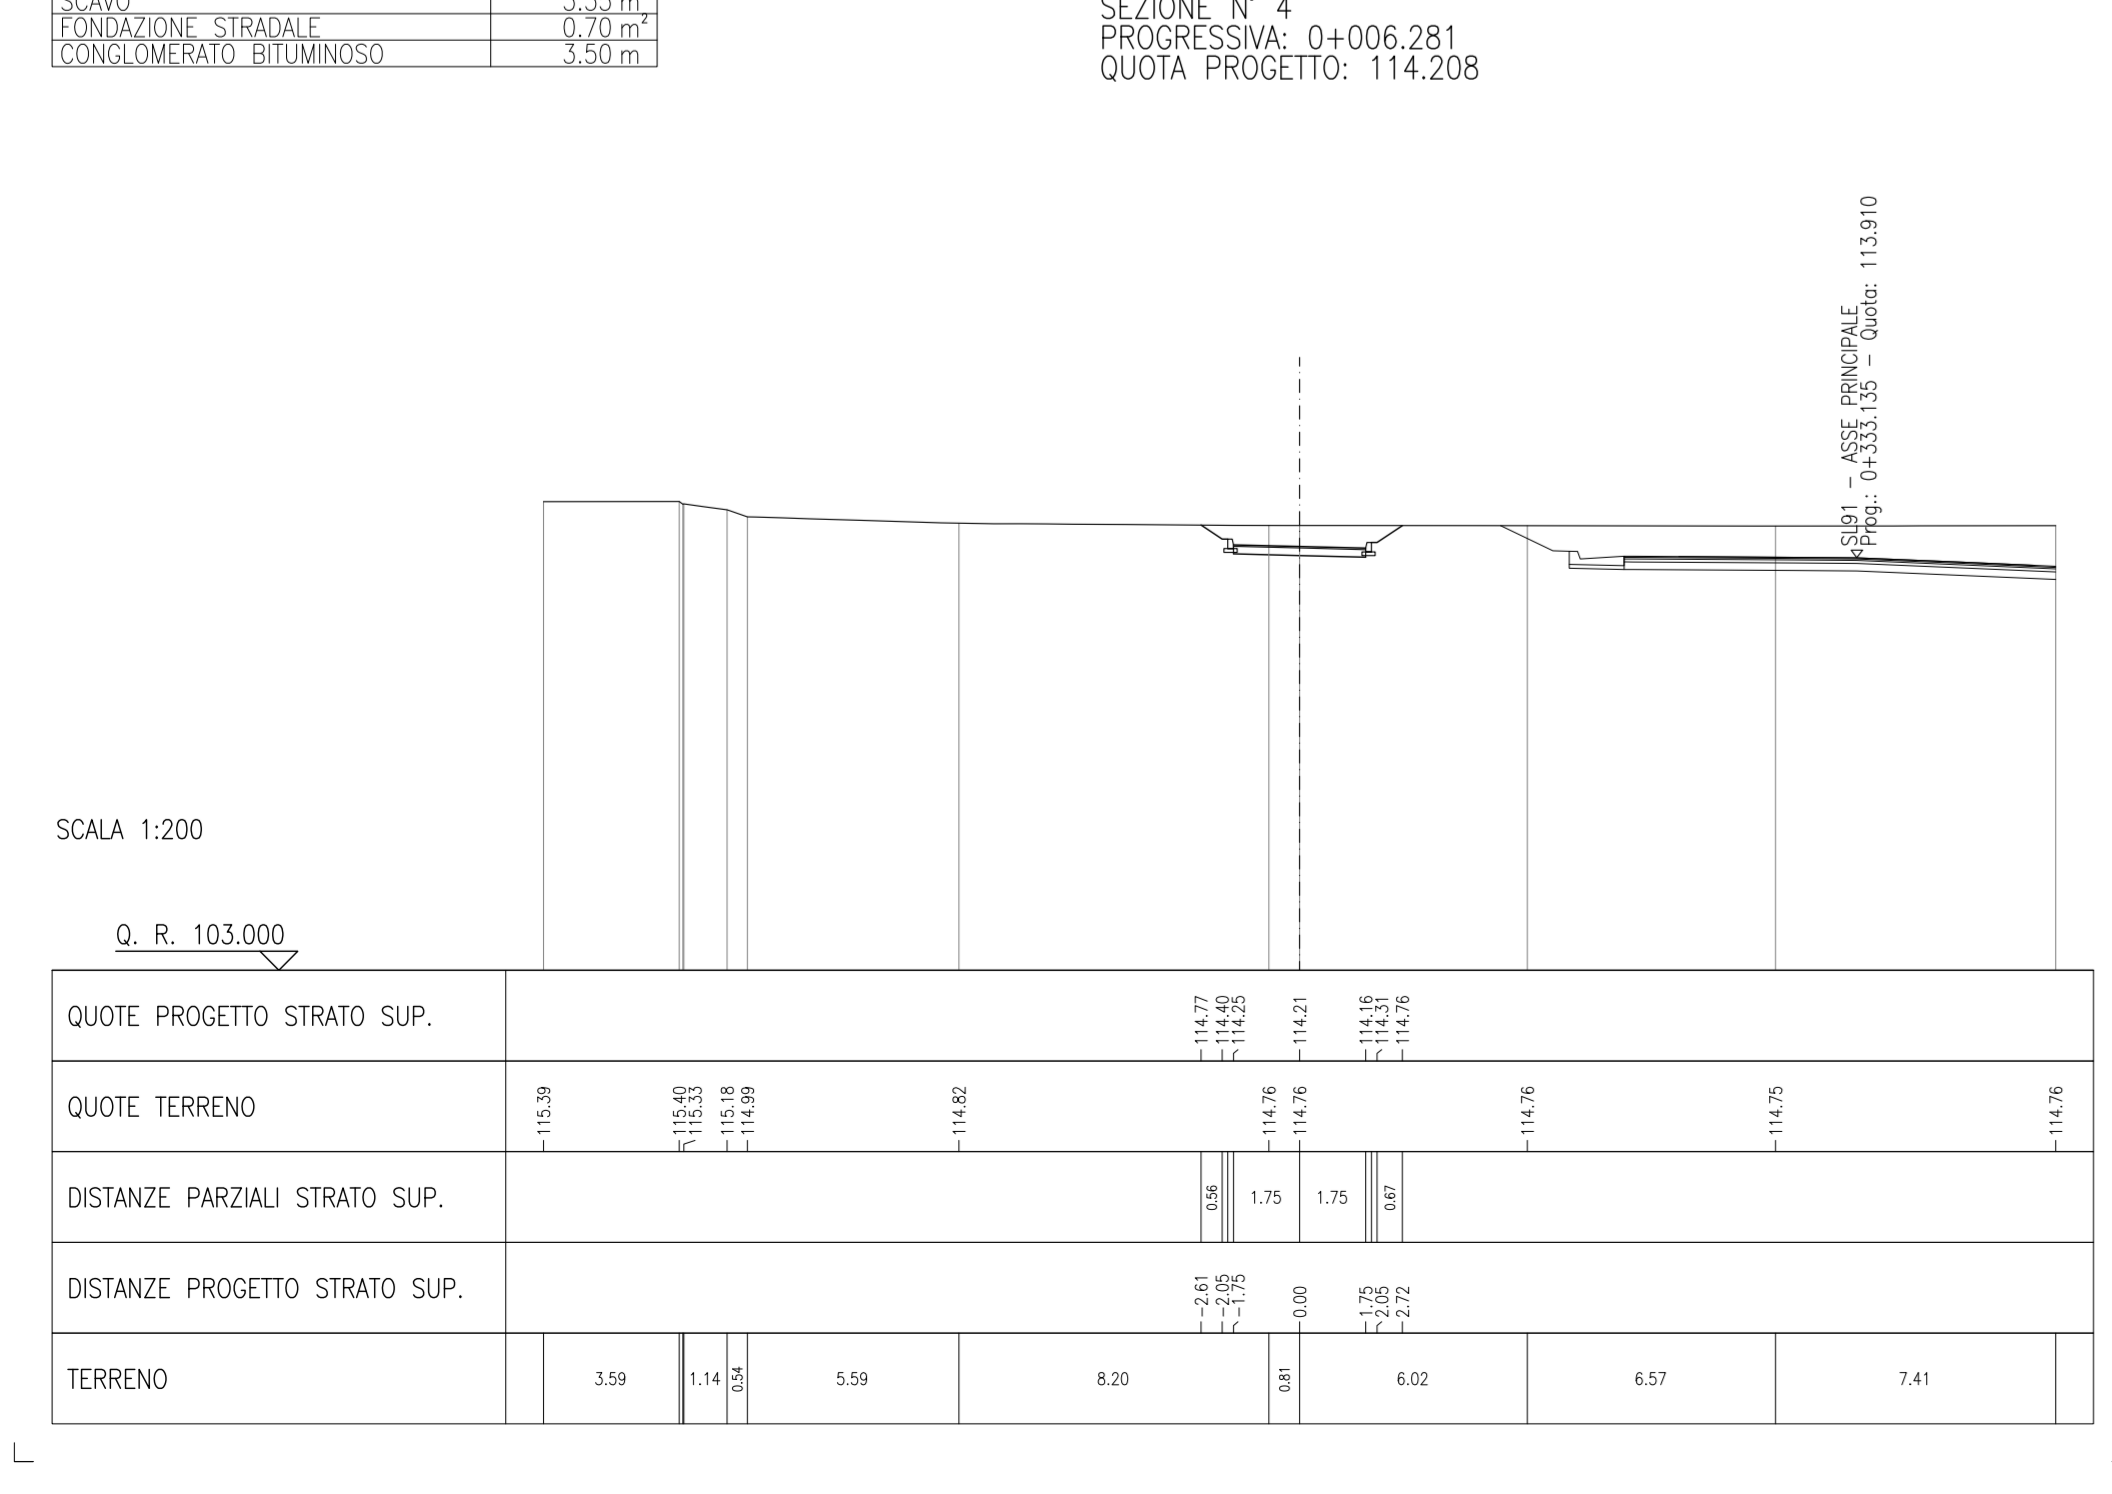 SCAVO 3.55 m
FONDAZIONE STRADALE 0.70 m²
CONGLOMERATO BITUMINOSO 3.50 m
SEZIONE N° 4
PROGRESSIVA: 0+006.281
QUOTA PROGETTO: 114.208
SL91 - ASSE PRINCIPALE
Prog.: 0+333.135 - Quota: 113.910
SCALA 1:200
Q. R. 103.000
QUOTE PROGETTO STRATO SUP. 114.77 114.40 114.25 114.21 114.16 114.31 114.76
QUOTE TERRENO 115.39 115.40 115.33 115.18 114.99 114.82 114.76 114.76 114.76 114.75 114.76
DISTANZE PARZIALI STRATO SUP. 0.56 1.75 1.75 0.67
DISTANZE PROGETTO STRATO SUP. -2.61 -2.05 -1.75 0.00 1.75 2.05 2.72
TERRENO 3.59 1.14 0.54 5.59 8.20 0.81 6.02 6.57 7.41